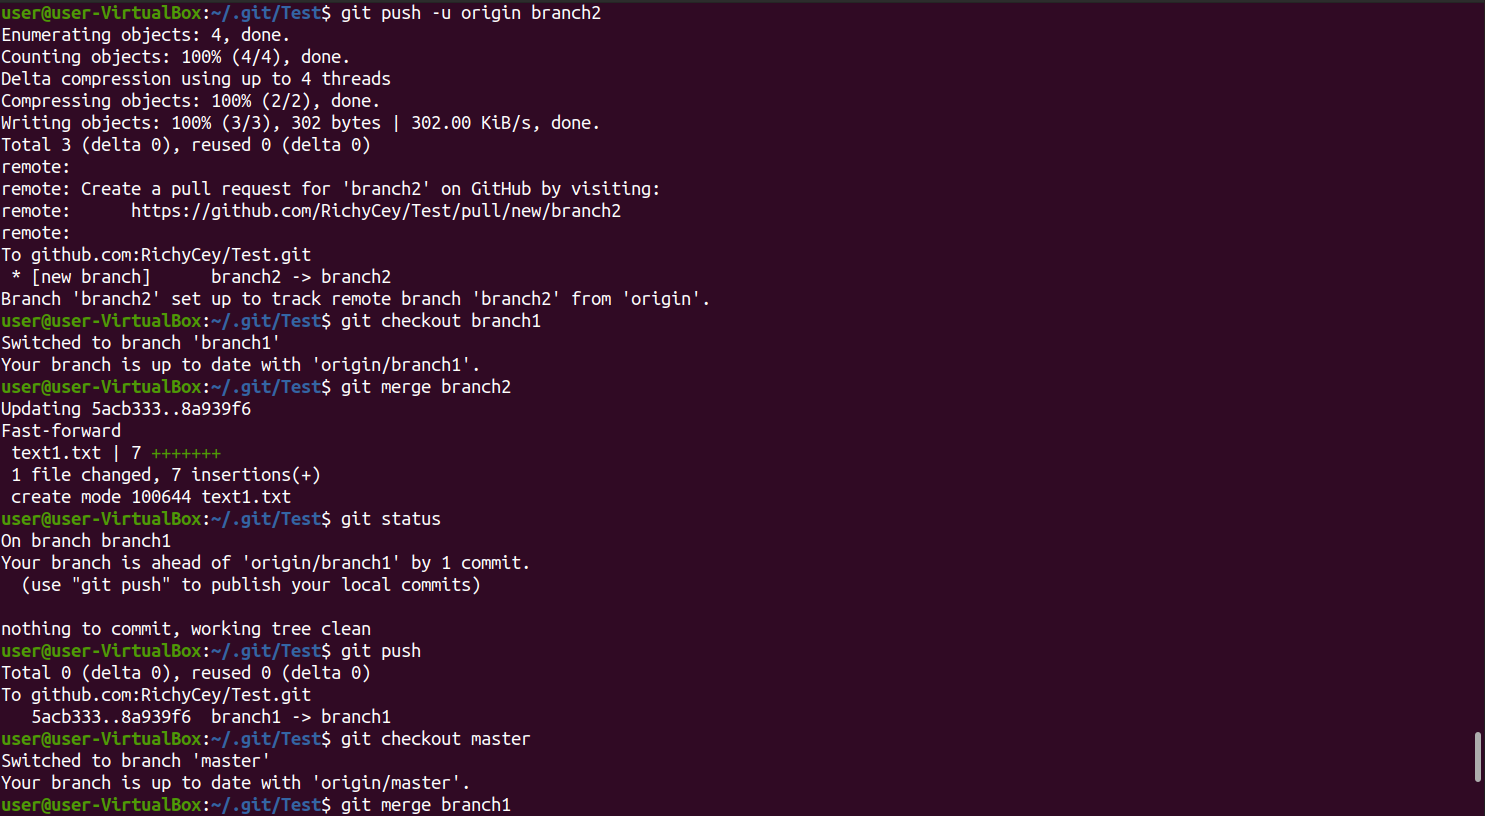 user@user-VirtualBox:~/.git/Test$ git push -u origin branch2
Enumerating objects: 4, done.
Counting objects: 100% (4/4), done.
Delta compression using up to 4 threads
Compressing objects: 100% (2/2), done.
Writing objects: 100% (3/3), 302 bytes | 302.00 KiB/s, done.
Total 3 (delta 0), reused 0 (delta 0)
remote:
remote: Create a pull request for 'branch2' on GitHub by visiting:
remote:      https://github.com/RichyCey/Test/pull/new/branch2
remote:
To github.com:RichyCey/Test.git
 * [new branch]      branch2 -> branch2
Branch 'branch2' set up to track remote branch 'branch2' from 'origin'.
user@user-VirtualBox:~/.git/Test$ git checkout branch1
Switched to branch 'branch1'
Your branch is up to date with 'origin/branch1'.
user@user-VirtualBox:~/.git/Test$ git merge branch2
Updating 5acb333..8a939f6
Fast-forward
 text1.txt | 7 +++++++
 1 file changed, 7 insertions(+)
 create mode 100644 text1.txt
user@user-VirtualBox:~/.git/Test$ git status
On branch branch1
Your branch is ahead of 'origin/branch1' by 1 commit.
  (use "git push" to publish your local commits)

nothing to commit, working tree clean
user@user-VirtualBox:~/.git/Test$ git push
Total 0 (delta 0), reused 0 (delta 0)
To github.com:RichyCey/Test.git
   5acb333..8a939f6  branch1 -> branch1
user@user-VirtualBox:~/.git/Test$ git checkout master
Switched to branch 'master'
Your branch is up to date with 'origin/master'.
user@user-VirtualBox:~/.git/Test$ git merge branch1